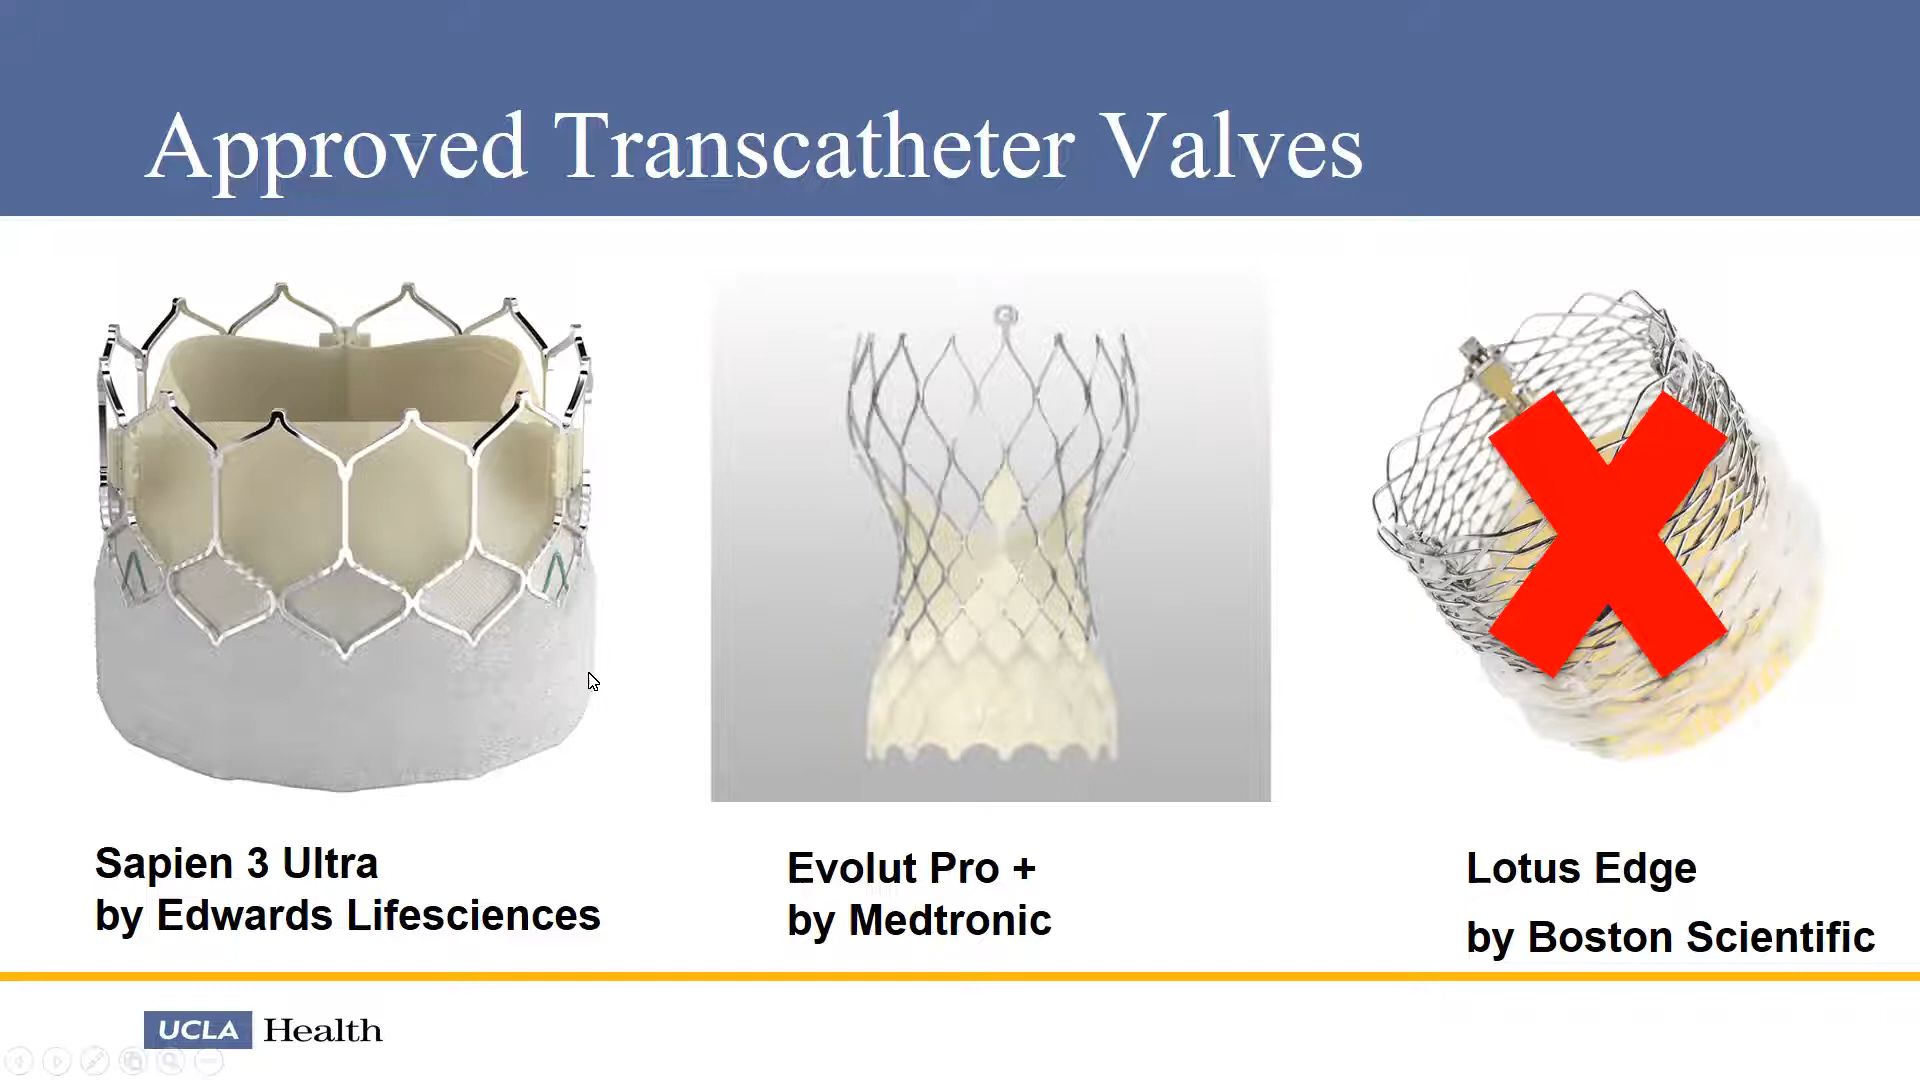 Approved Transcatheter Valves
Sapien 3 Ultra
by Edwards Lifesciences
Evolut Pro +
by Medtronic
Lotus Edge
by Boston Scientific
UCLA Health